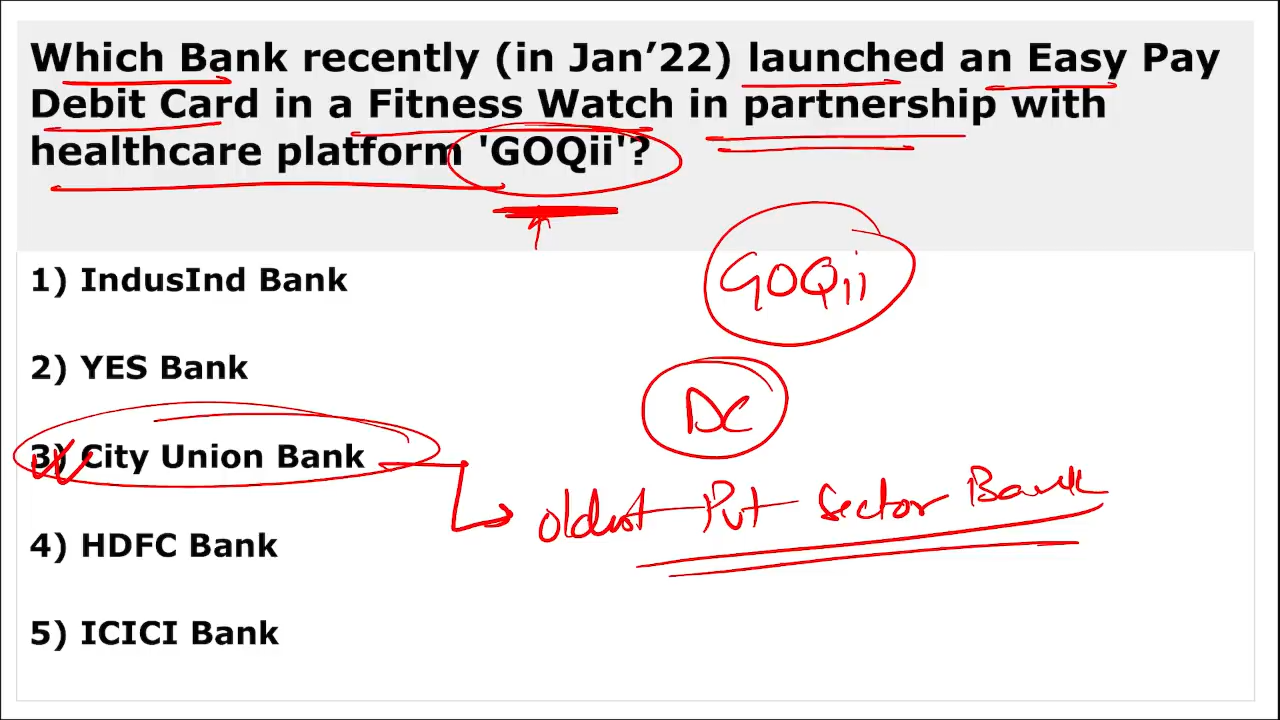 Which Bank recently (in Jan’22) launched an Easy Pay
Debit Card in a Fitness Watch in partnership with
healthcare platform 'GOQii'?
1) IndusInd Bank
GOQii
2) YES Bank
DC
3) City Union Bank
oldest Pvt Sector Bank
4) HDFC Bank
5) ICICI Bank